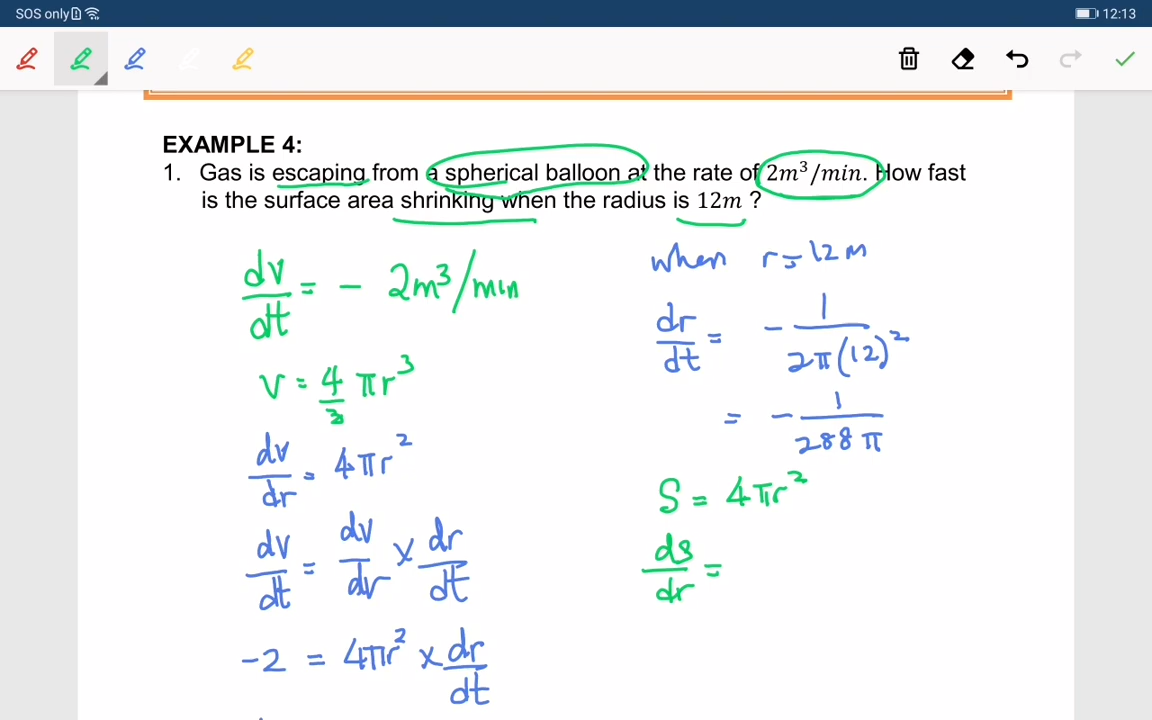 SOS only 12:13
EXAMPLE 4:
1. Gas is escaping from a spherical balloon at the rate of 2m³/min. How fast
is the surface area shrinking when the radius is 12m ?
dv/dt = - 2m³/min
V = 4/3 πr³
dv/dr = 4πr²
dv/dt = dv/dr × dr/dt
-2 = 4πr² × dr/dt
when r = 12 m
dr/dt = - 1/2π(12)²
= - 1/288π
S = 4πr²
ds/dr =